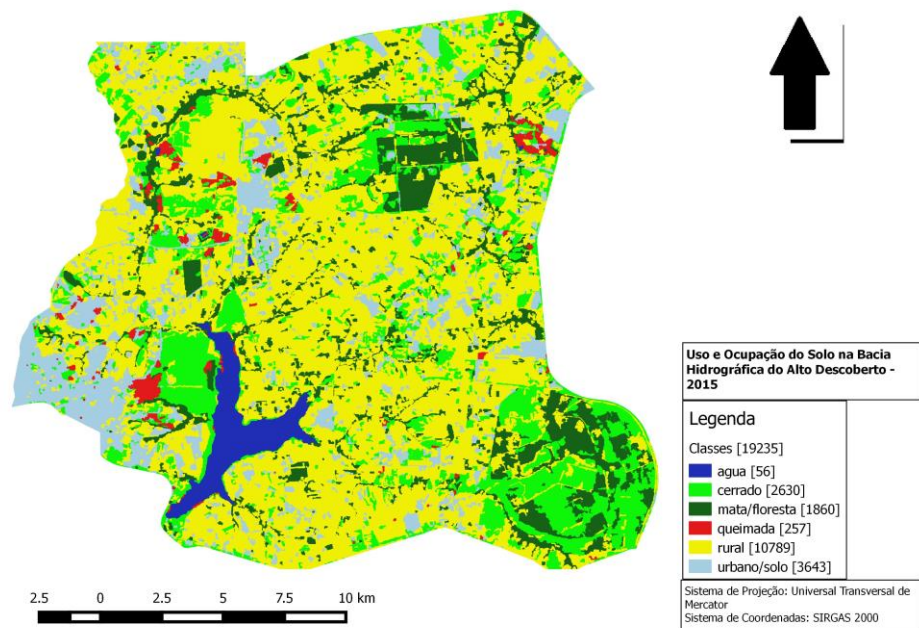 Uso e Ocupação do Solo na Bacia
Hidrográfica do Alto Descoberto -
2015
Legenda
Classes [19235]
agua [56]
cerrado [2630]
mata/floresta [1860]
queimada [257]
rural [10789]
urbano/solo [3643]
Sistema de Projeção: Universal Transversal de
Mercator
Sistema de Coordenadas: SIRGAS 2000
2.5 0 2.5 5 7.5 10 km